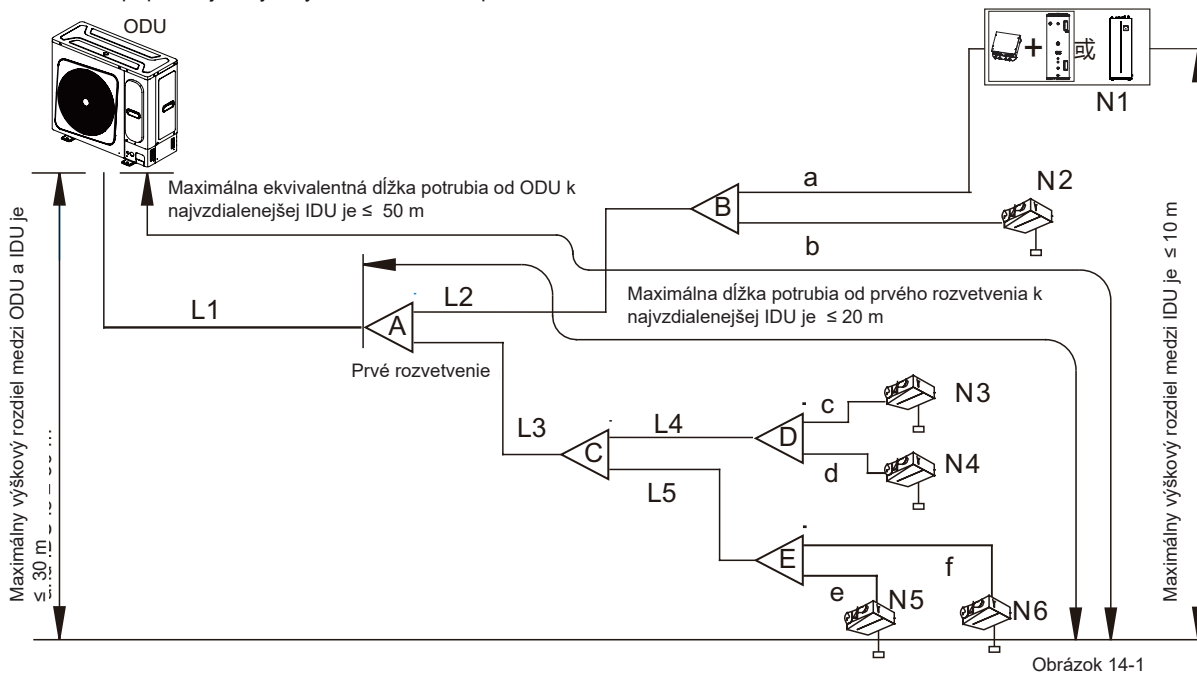 ODU
+
或
N1
Maximálna ekvivalentná dĺžka potrubia od ODU k
najvzdialenejšej IDU je ≤ 50 m
a
B
N2
b
L1
A
L2
Maximálna dĺžka potrubia od prvého rozvetvenia k
najvzdialenejšej IDU je ≤ 20 m
Prvé rozvetvenie
L3
C
L4
D
c
N3
d
N4
L5
E
f
e
N5
N6
Maximálny výškový rozdiel medzi ODU a IDU je
≤ 30 m
Maximálny výškový rozdiel medzi IDU je ≤ 10 m
Obrázok 14-1